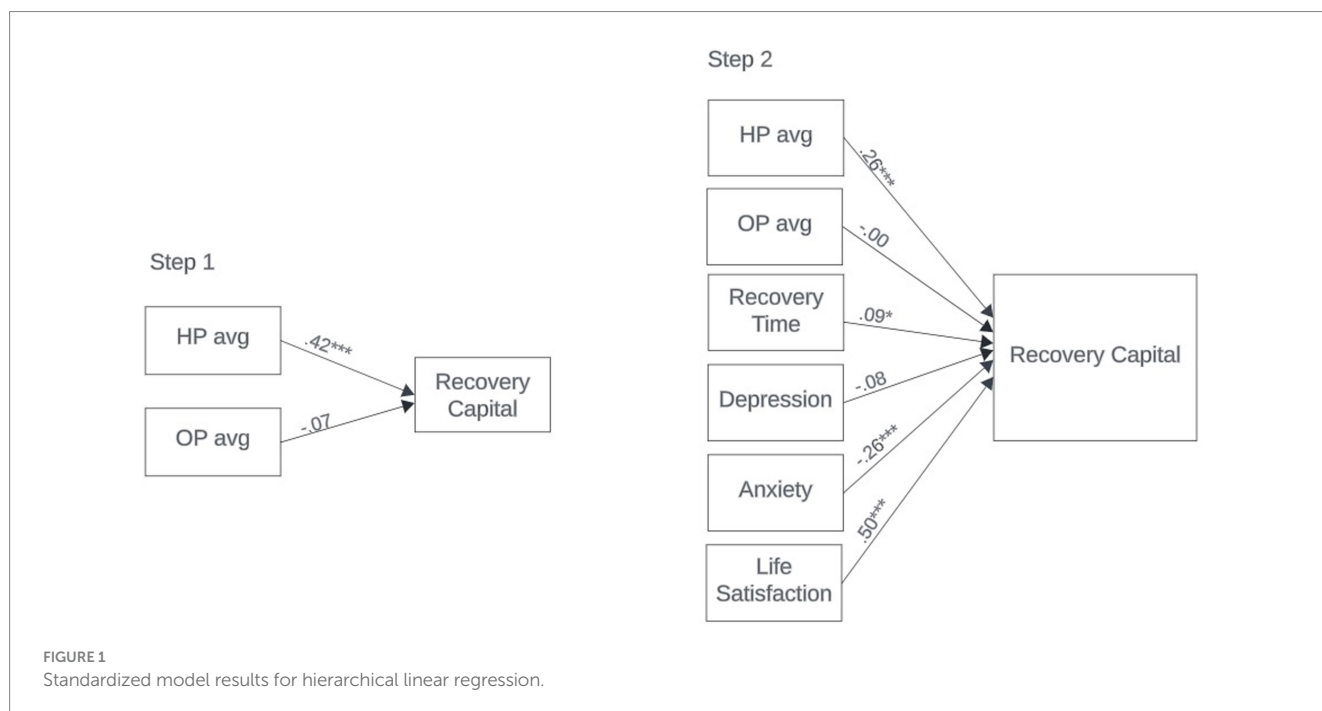 Step 1
HP avg
.42***
OP avg
-.07
Recovery
Capital
Step 2
HP avg
.26***
OP avg
-.00
Recovery
Time
.09*
Depression
-.08
Anxiety
-.26***
Life
Satisfaction
.50***
Recovery Capital
FIGURE 1
Standardized model results for hierarchical linear regression.